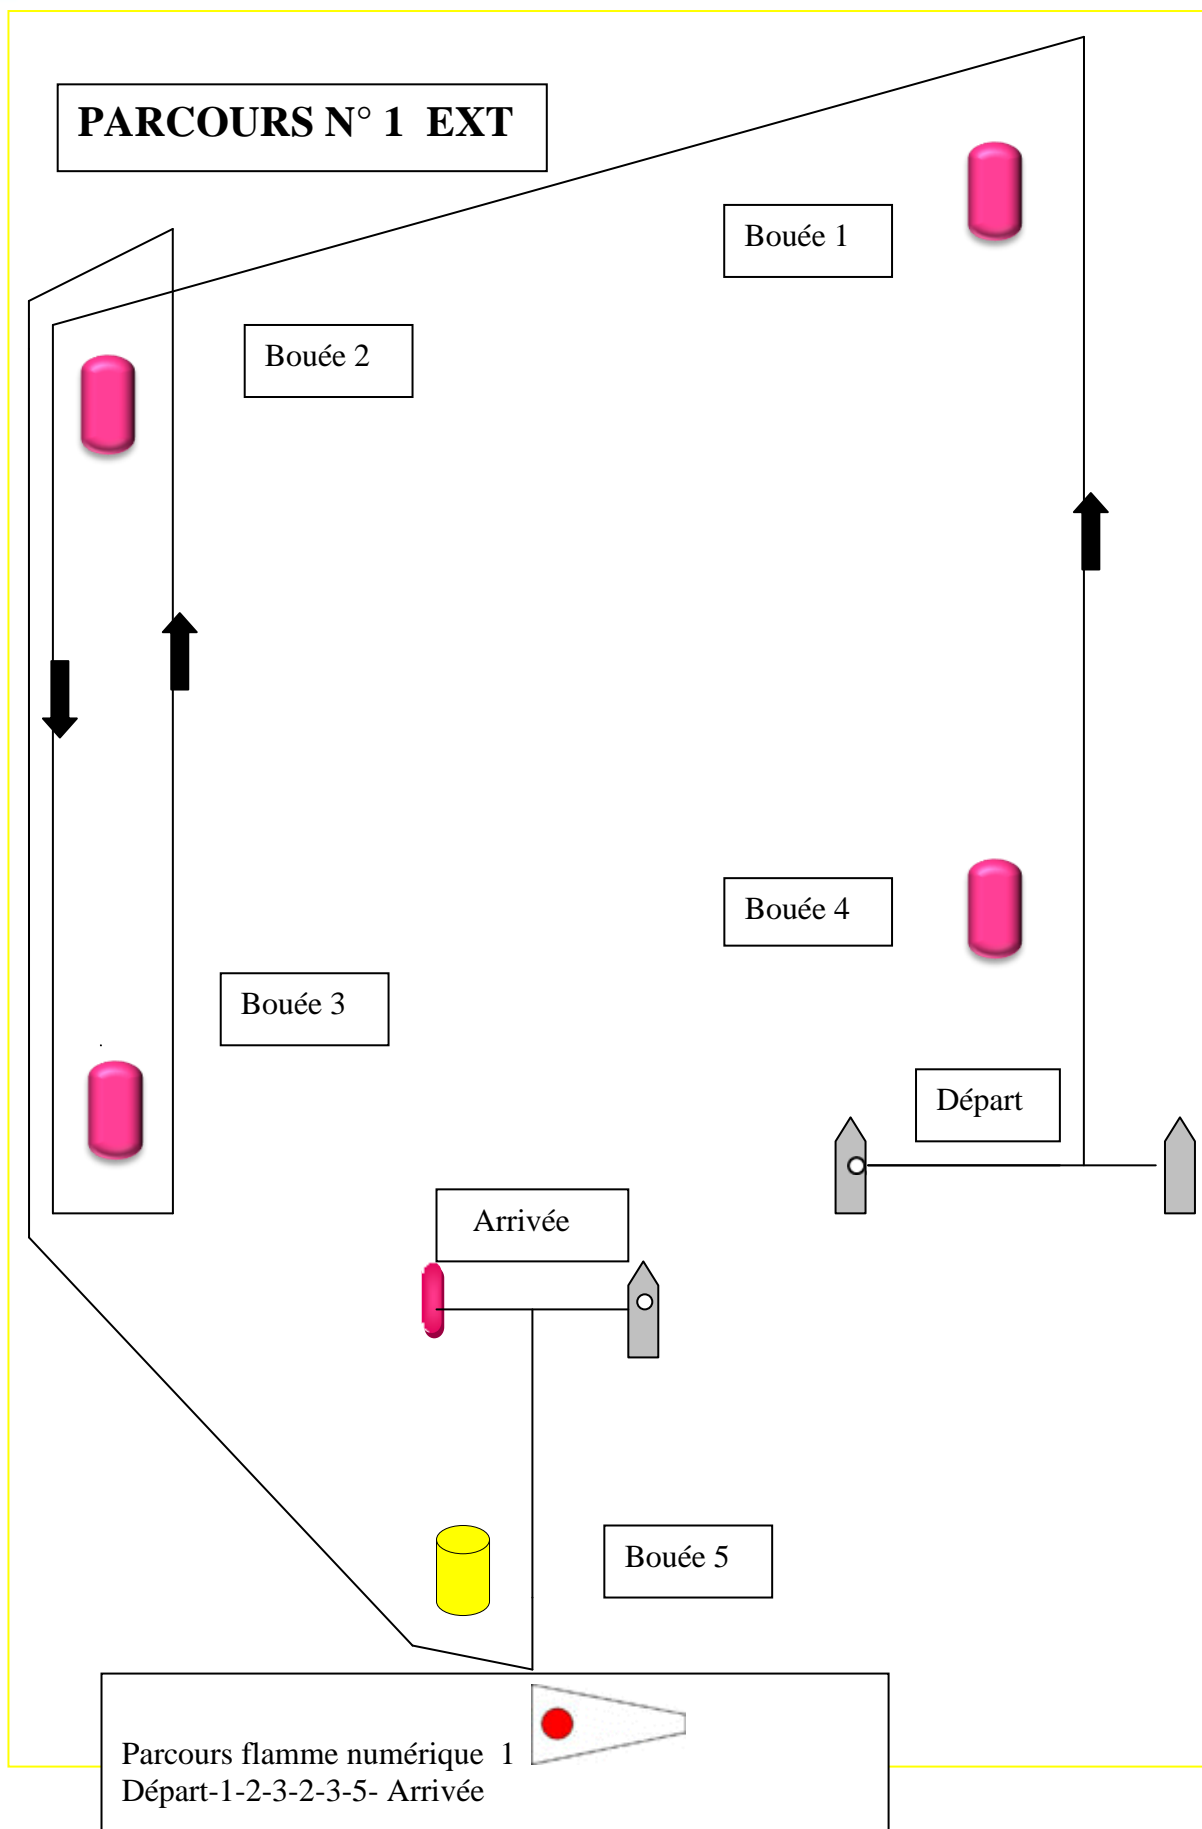 PARCOURS N° 1 EXT
Bouée 1
Bouée 2
Bouée 4
Bouée 3
Départ
Arrivée
Bouée 5
Parcours flamme numérique 1
Départ-1-2-3-2-3-5- Arrivée